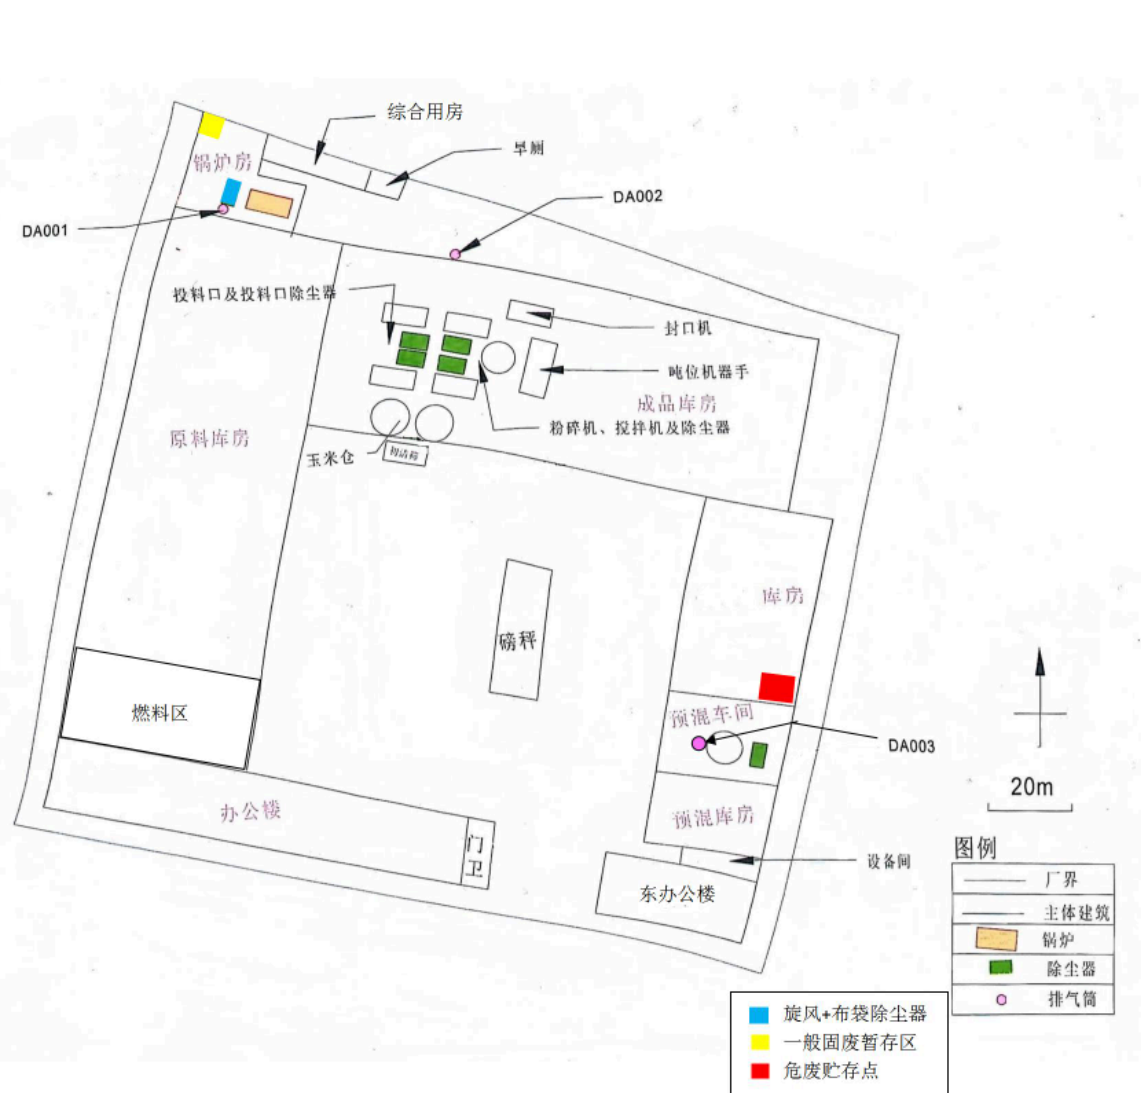 综合用房
旱厕
锅炉房
DA002
DA001
投料口及投料口除尘器
封口机
吨位机器手
成品库房
粉碎机、搅拌机及除尘器
原料库房
玉米仓
初清筛
库房
磅秤
燃料区
预混车间
DA003
20m
办公楼
预混库房
门卫
设备间
东办公楼
图例
厂界
主体建筑
锅炉
除尘器
排气筒
旋风+布袋除尘器
一般固废暂存区
危废贮存点